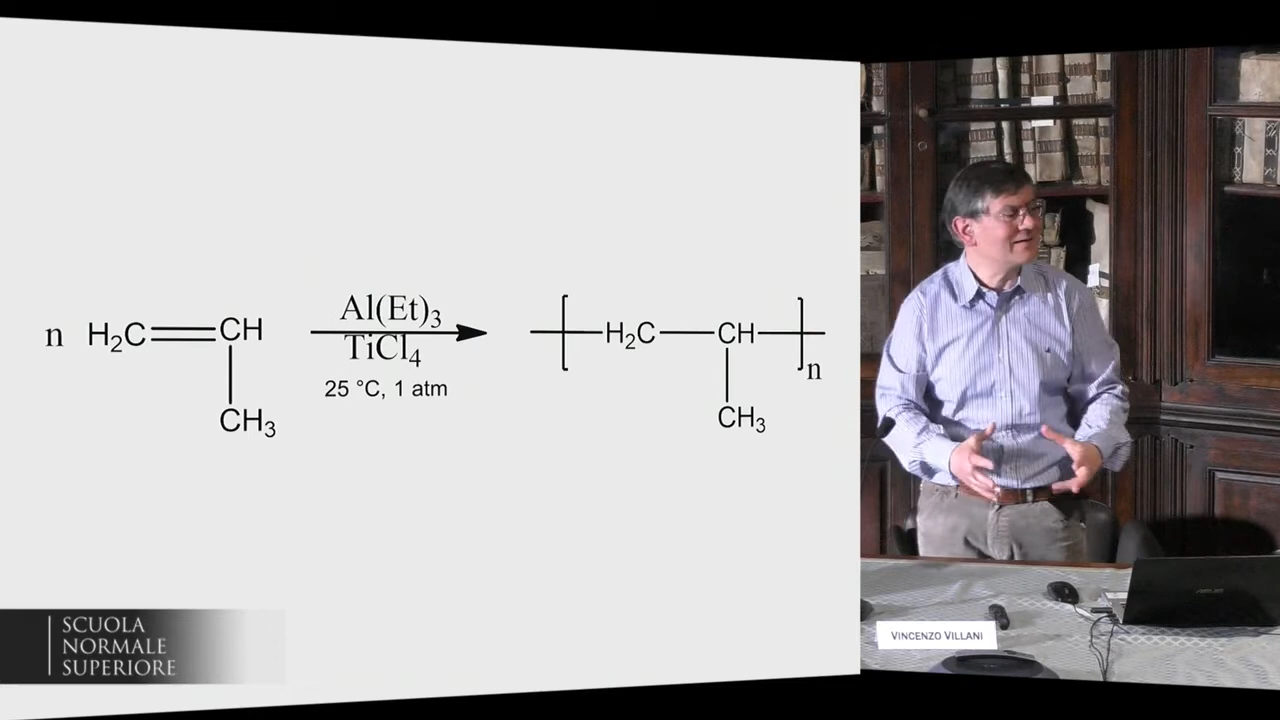 n H₂C CH
CH₃
Al(Et)₃
TiCl₄
25 °C, 1 atm
H₂C CH
n
CH₃
SCUOLA
NORMALE
SUPERIORE
VINCENZO VILLANI